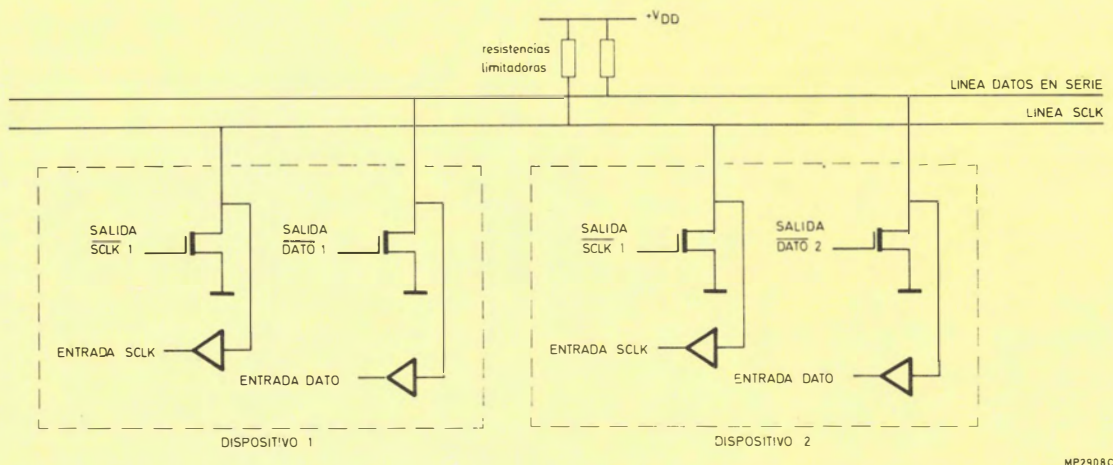 +VDD
resistencias
limitadoras
LINEA DATOS EN SERIE
LINEA SCLK
SALIDA
SCLK 1
SALIDA
DATO 1
SALIDA
SCLK 1
SALIDA
DATO 2
ENTRADA SCLK
ENTRADA DATO
ENTRADA SCLK
ENTRADA DATO
DISPOSITIVO 1
DISPOSITIVO 2
MP2908C